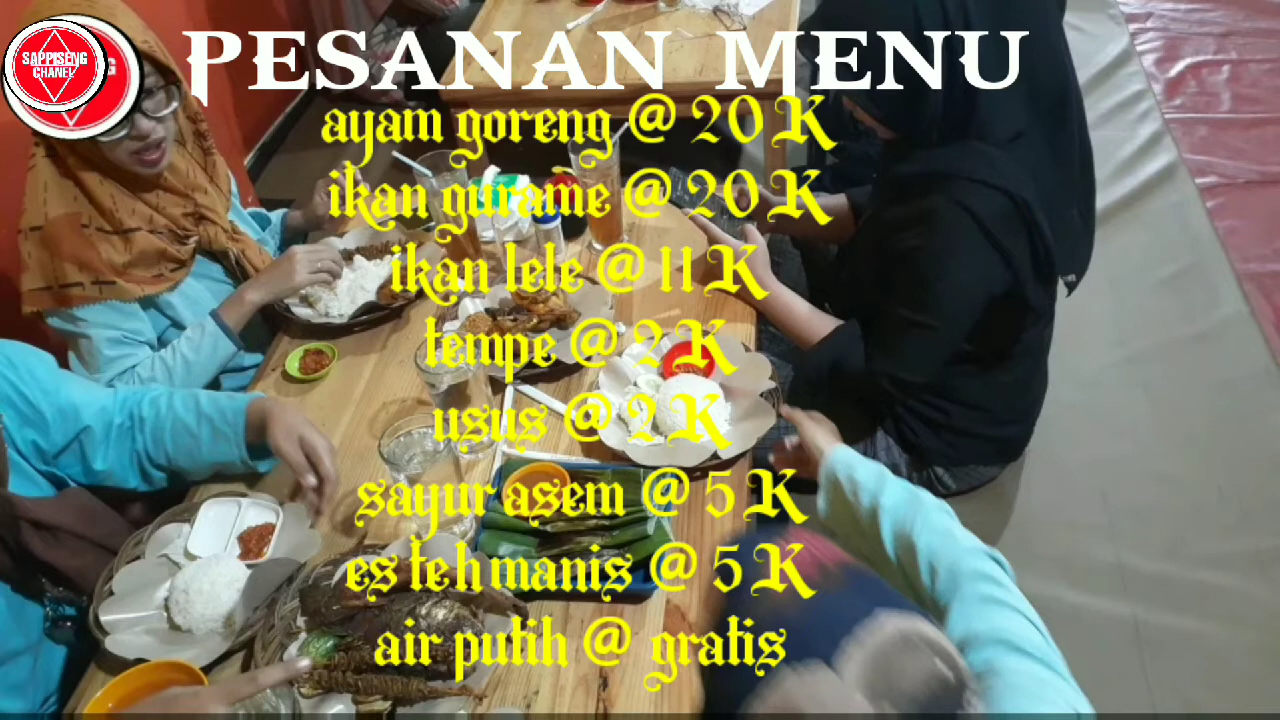 SAPPISENG
CHANEL
PESANAN MENU
ayam goreng @ 20 K
ikan gurame @ 20 K
ikan lele @ 11 K
tempe @ 2 K
usus @ 2 K
sayur asem @ 5 K
es teh manis @ 5 K
air putih @ gratis